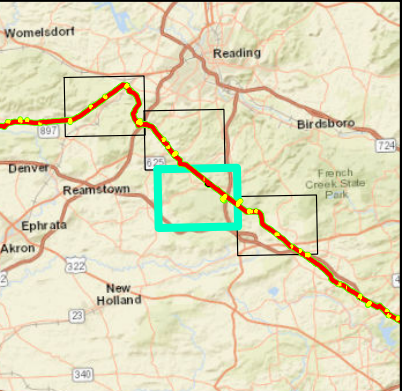 Womelsdorf
Reading
Birdsboro
897
724
625
Denver
French
Creek State
Park
Reamstown
Ephrata
Akron
322
New
Holland
23
340